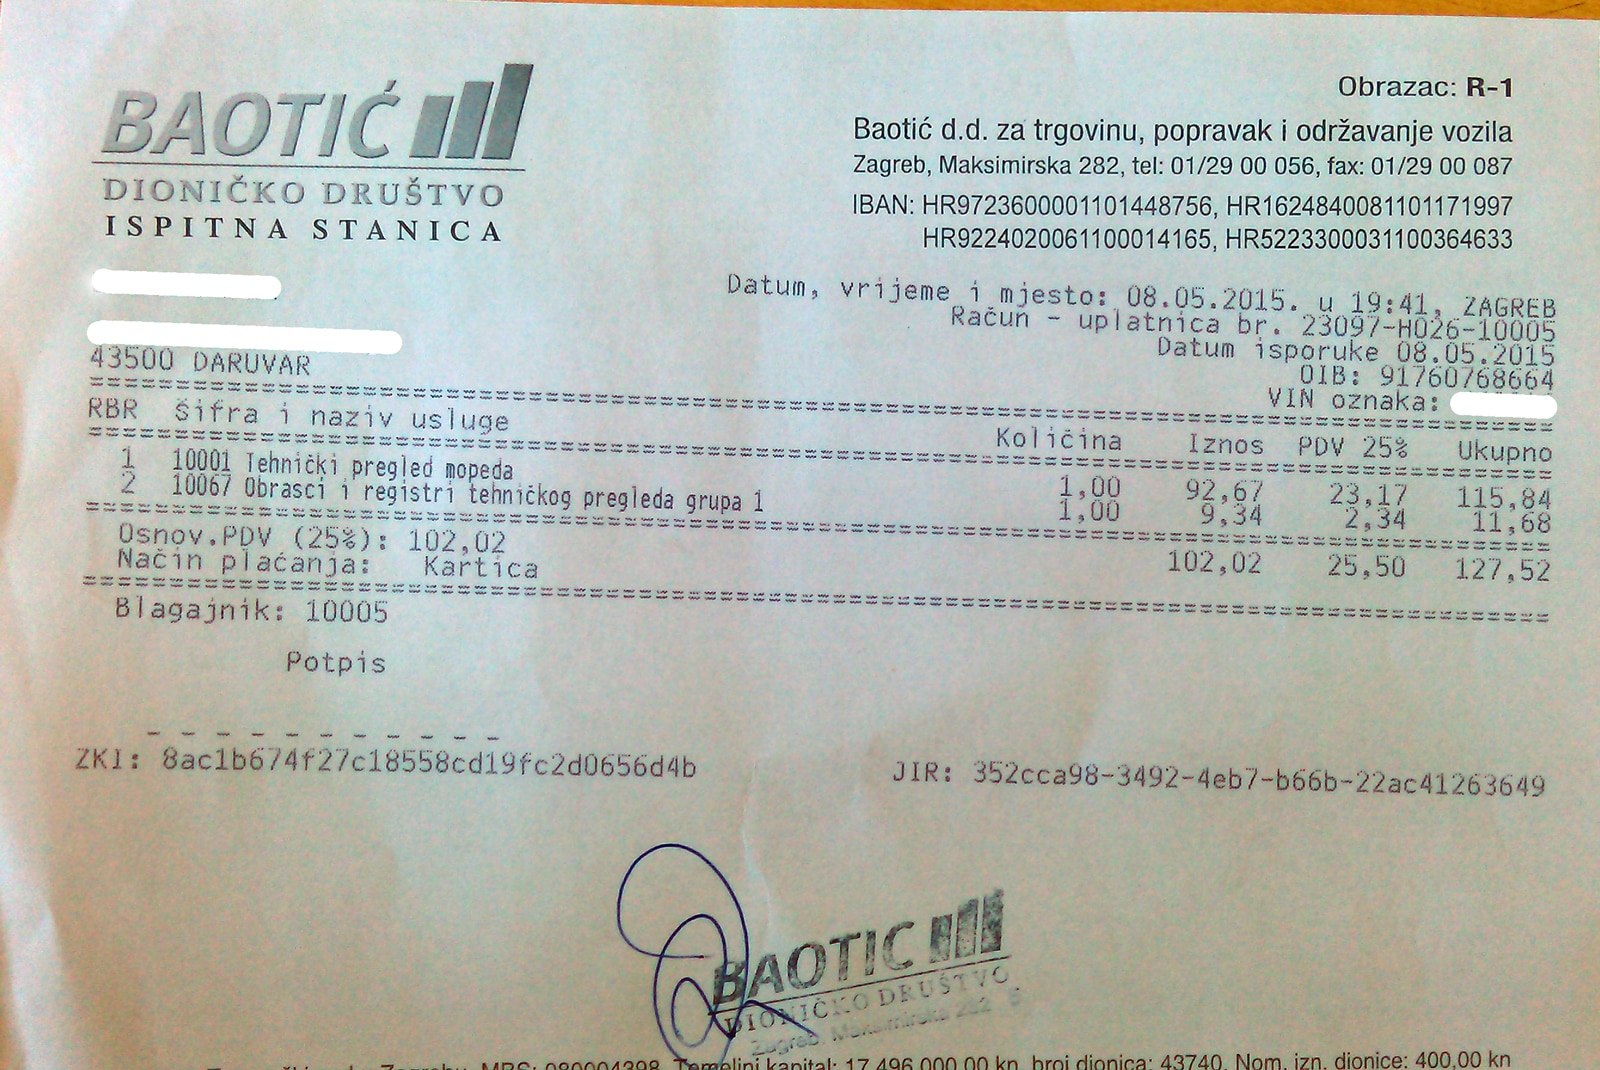 BAOTIĆ
DIONIČKO DRUŠTVO
ISPITNA STANICA
Obrazac: R-1
Baotić d.d. za trgovinu, popravak i održavanje vozila
Zagreb, Maksimirska 282, tel: 01/29 00 056, fax: 01/29 00 087
IBAN: HR9723600001101448756, HR1624840081101171997
HR9224020061100014165, HR5223300031100364633
Datum, vrijeme i mjesto: 08.05.2015. u 19:41, ZAGREB
Račun - uplatnica br. 23097-H026-10005
Datum isporuke 08.05.2015
OIB: 91760768664
VIN oznaka:
43500 DARUVAR
RBR Šifra i naziv usluge Količina Iznos PDV 25% Ukupno
1 10001 Tehnički pregled mopeda 1,00 92,67 23,17 115,84
2 10067 Obrasci i registri tehničkog pregleda grupa 1 1,00 9,34 2,34 11,68
Osnov.PDV (25%): 102,02
Način plaćanja: Kartica 102,02 25,50 127,52
Blagajnik: 10005
Potpis
ZKI: 8ac1b674f27c18558cd19fc2d0656d4b
JIR: 352cca98-3492-4eb7-b66b-22ac41263649
BAOTIĆ
DIONIČKO DRUŠTVO
Zagreb, Maksimirska 282
Zagrebu, MBS: 080004398, Temeljni kapital: 17.496.000,00 kn, broj dionica: 43740, Nom. izn. dionice: 400,00 kn